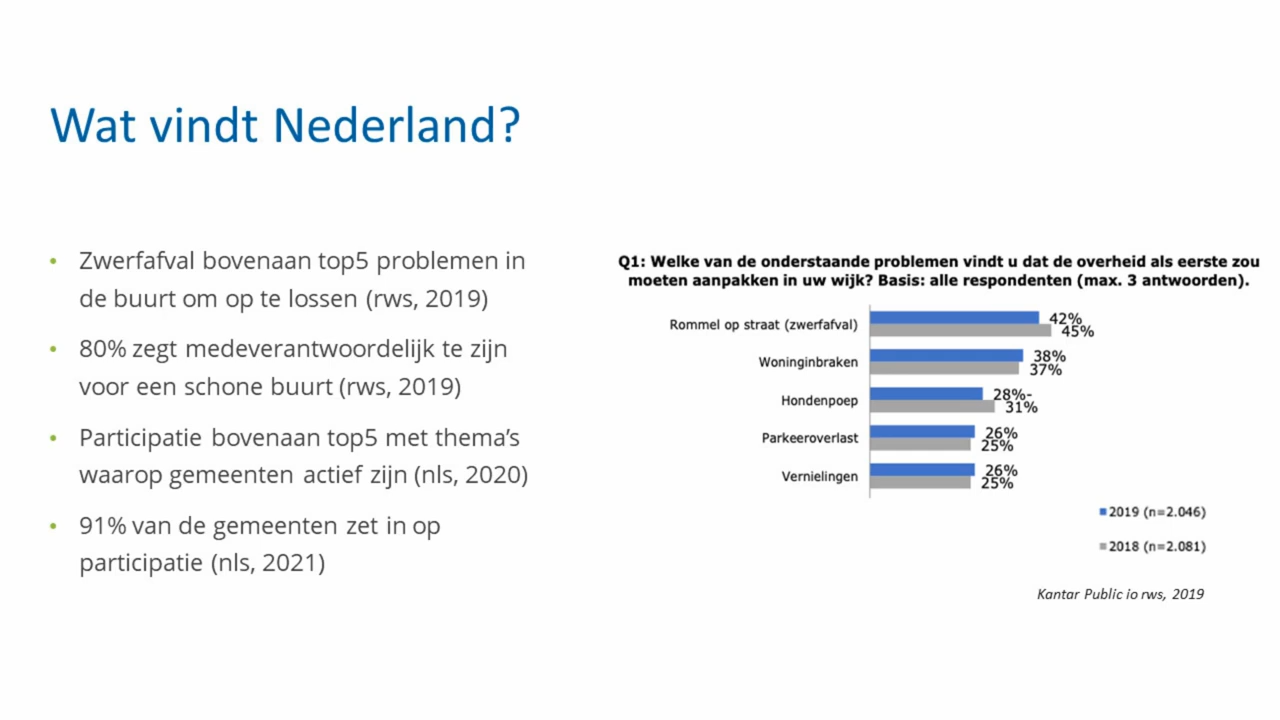 Wat vindt Nederland?
• Zwerfafval bovenaan top5 problemen in
de buurt om op te lossen (rws, 2019)
• 80% zegt medeverantwoordelijk te zijn
voor een schone buurt (rws, 2019)
• Participatie bovenaan top5 met thema's
waarop gemeenten actief zijn (nls, 2020)
• 91% van de gemeenten zet in op
participatie (nls, 2021)
Q1: Welke van de onderstaande problemen vindt u dat de overheid als eerste zou
moeten aanpakken in uw wijk? Basis: alle respondenten (max. 3 antwoorden).
Rommel op straat (zwerfafval)
42%
45%
Woninginbraken
38%
37%
Hondenpoep
28%-
31%
Parkeeroverlast
26%
25%
Vernielingen
26%
25%
2019 (n=2.046)
2018 (n=2.081)
Kantar Public io rws, 2019